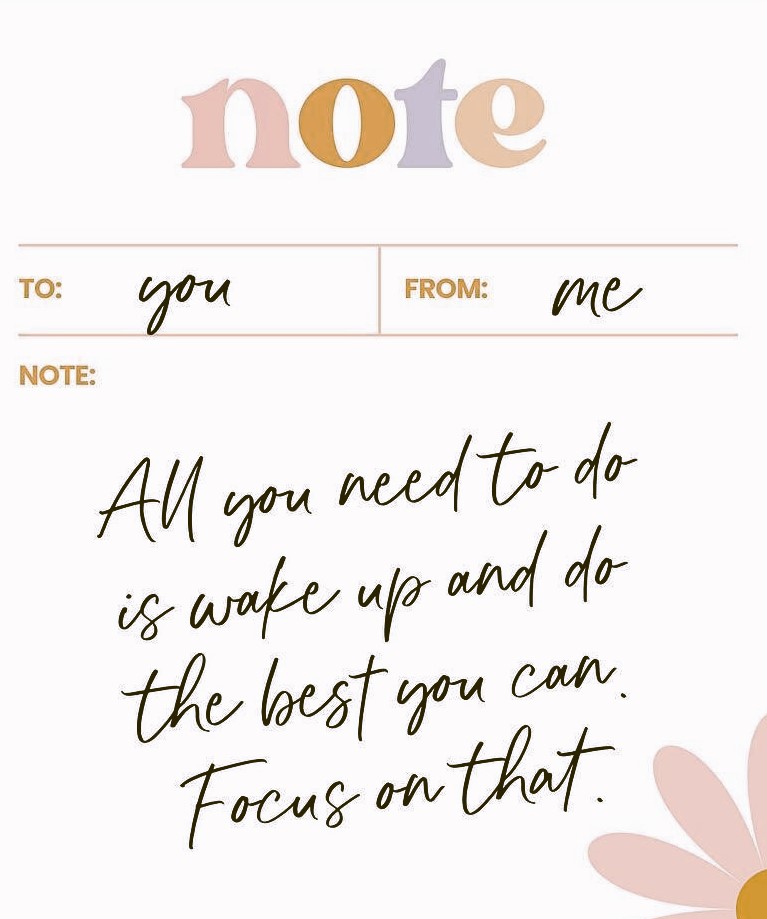 note
TO: you FROM: me
NOTE:
All you need to do
is wake up and do
the best you can.
Focus on that.